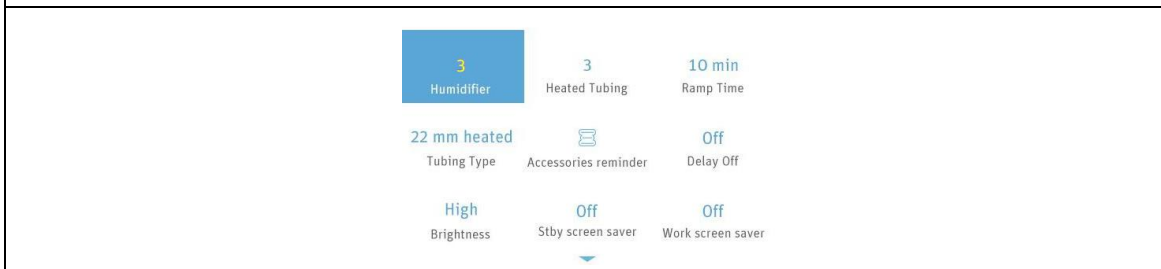 3 3 10 min
Humidifier Heated Tubing Ramp Time
22 mm heated Off
Tubing Type Accessories reminder Delay Off
High Off Off
Brightness Stby screen saver Work screen saver